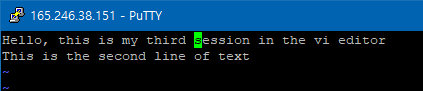 165.246.38.151 - PuTTY
Hello, this is my third session in the vi editor
This is the second line of text
~
~